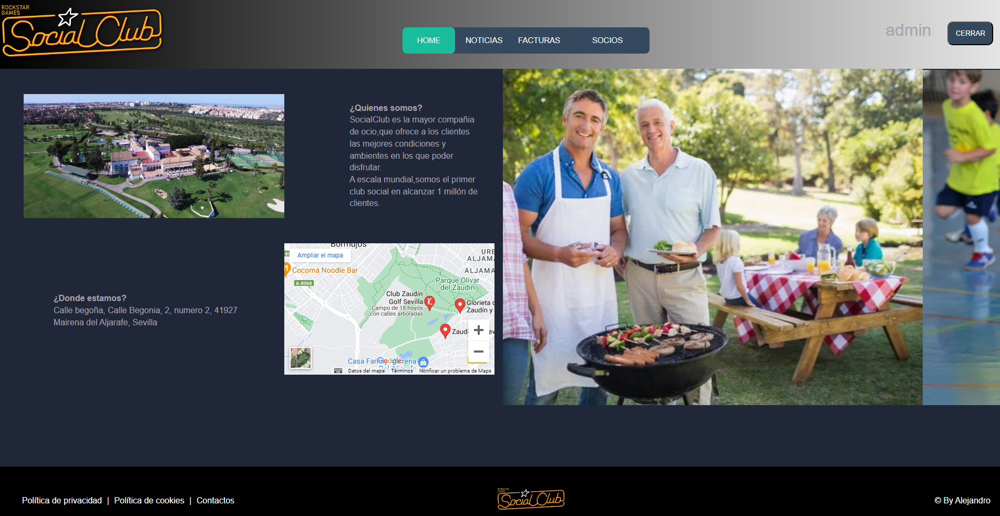 ROCKSTAR
GAMES
Social Club
HOME
NOTICIAS
FACTURAS
SOCIOS
admin
CERRAR
¿Quienes somos?
SocialClub es la mayor compañia
de ocio,que ofrece a los clientes
las mejores condiciones y
ambientes en los que poder
disfrutar.
A escala mundial,somos el primer
club social en alcanzar 1 millón de
clientes.
¿Donde estamos?
Calle begoña, Calle Begonia, 2, numero 2, 41927
Mairena del Aljarafe, Sevilla
Bormujos
Ampliar el mapa
Cocomá Noodle Bar
A-8068
URB
ALJAMA
ALJAMA
Parque Olivar
del Zaudín
Club Zaudín
Golf Sevilla
Campo de 18 hoyos
con calles arboladas
Glorieta
Zaudín y
Google
Del Aljarafe
Datos del mapa
Términos
Notificar un problema de Maps
Política de privacidad | Política de cookies | Contactos
ROCKSTAR
GAMES
Social Club
© By Alejandro